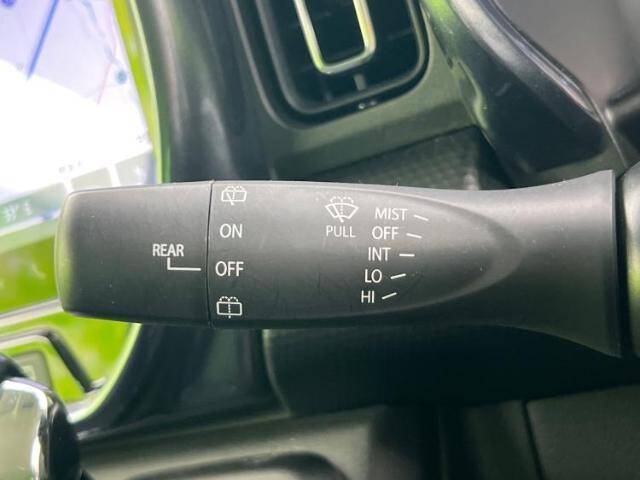 REAR
ON
OFF
PULL
MIST
OFF
INT
LO
HI